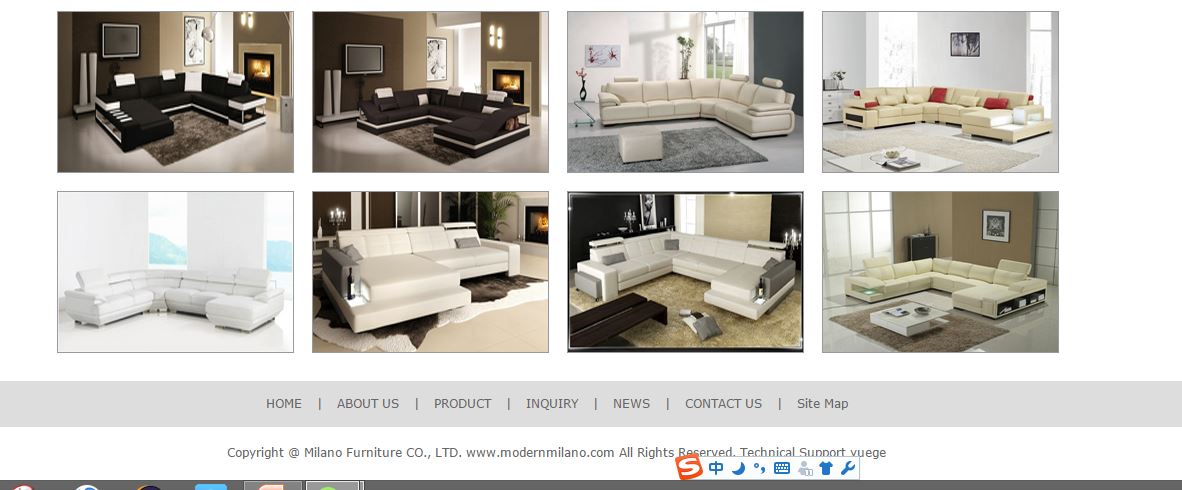 HOME | ABOUT US | PRODUCT | INQUIRY | NEWS | CONTACT US | Site Map
Copyright @ Milano Furniture CO., LTD. www.modernmilano.com All Rights Reserved. Technical Support yuege
S 中